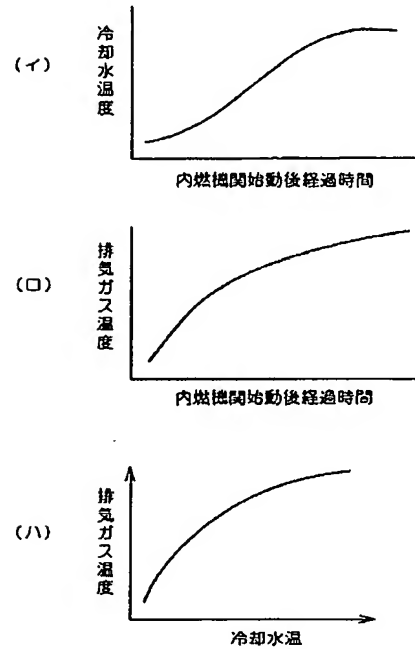 (イ)
冷却水温度
内燃機関始動後経過時間
(ロ)
排気ガス温度
内燃機関始動後経過時間
(ハ)
排気ガス温度
冷却水温